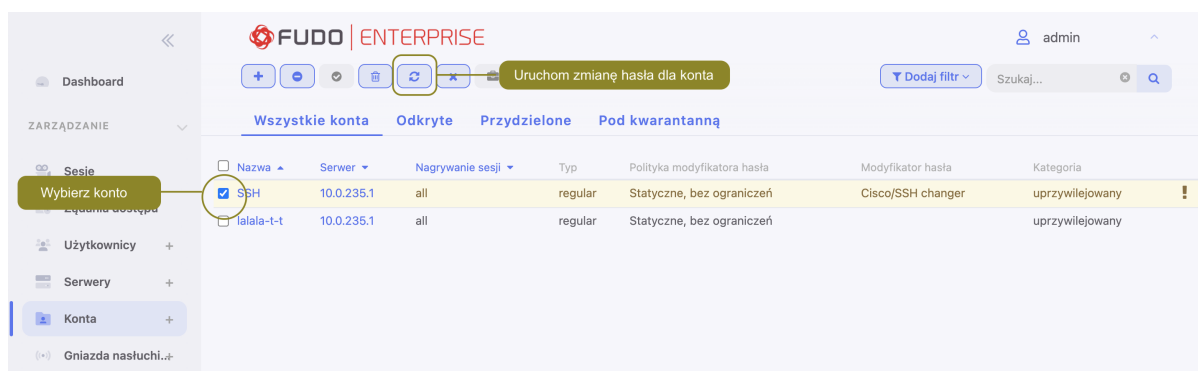 FUDO | ENTERPRISE
admin
Dashboard
Uruchom zmianę hasła dla konta
Dodaj filtr
Szukaj...
ZARZĄDZANIE
Wszystkie konta Odkryte Przydzielone Pod kwarantanną
Sesje
Nazwa Serwer Nagrywanie sesji Typ Polityka modyfikatora hasła Modyfikator hasła Kategoria
Wybierz konto
SSH 10.0.235.1 all regular Statyczne, bez ograniczeń Cisco/SSH changer uprzywilejowany !
Żądania dostępu
lalala-t-t 10.0.235.1 all regular Statyczne, bez ograniczeń uprzywilejowany
Użytkownicy +
Serwery +
Konta +
Gniazda nasłuchi...+